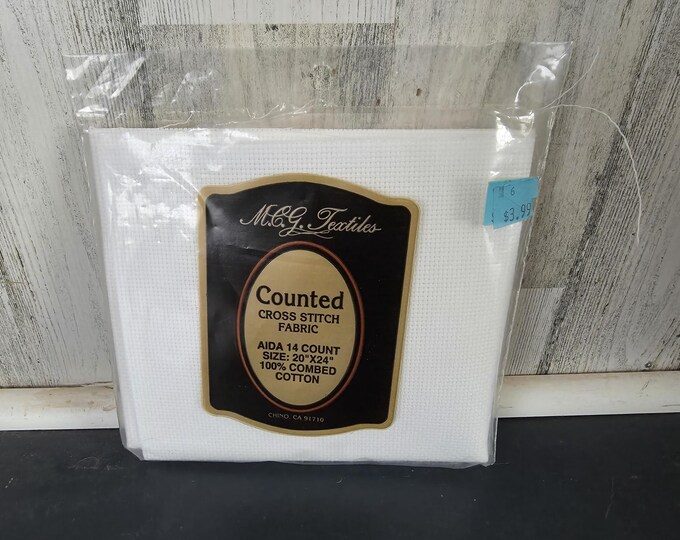 M.C.G. Textiles
Counted
CROSS STITCH
FABRIC
AIDA 14 COUNT
SIZE: 20"X24"
100% COMBED
COTTON
CHINO, CA 91710
6
$3.99